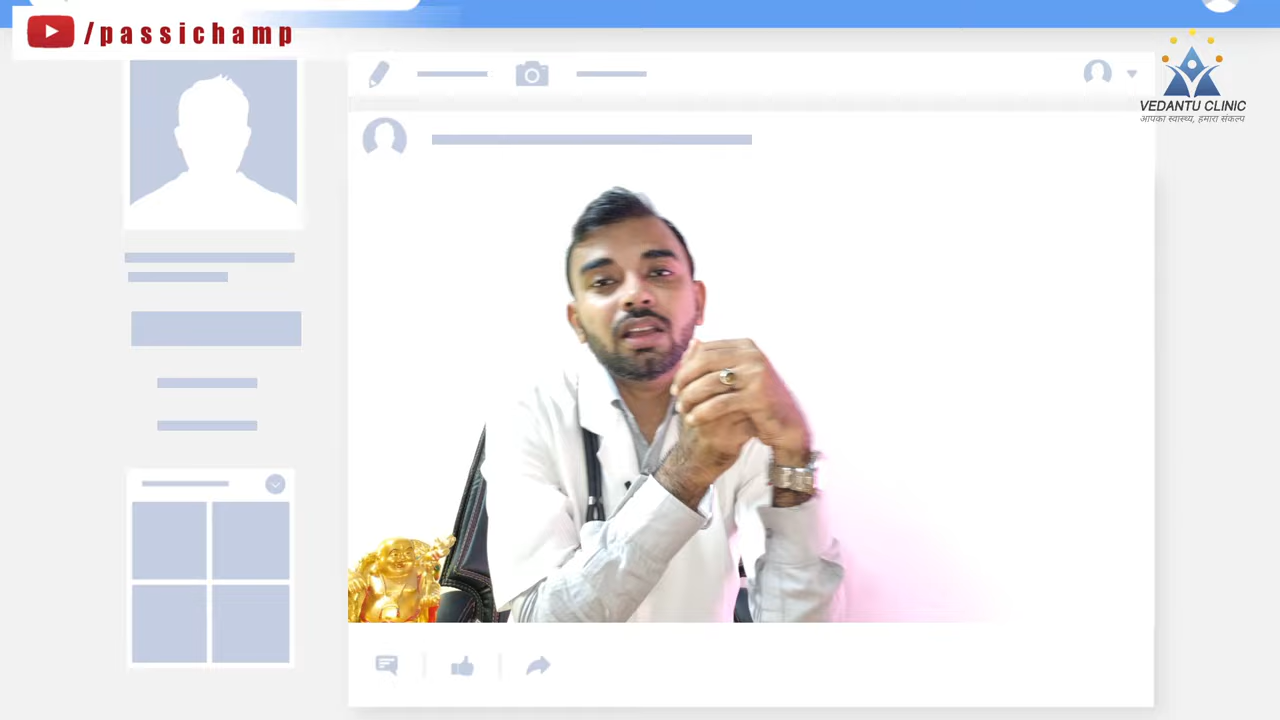 /passichamp
VEDANTU CLINIC
आपका स्वास्थ्य, हमारा संकल्प